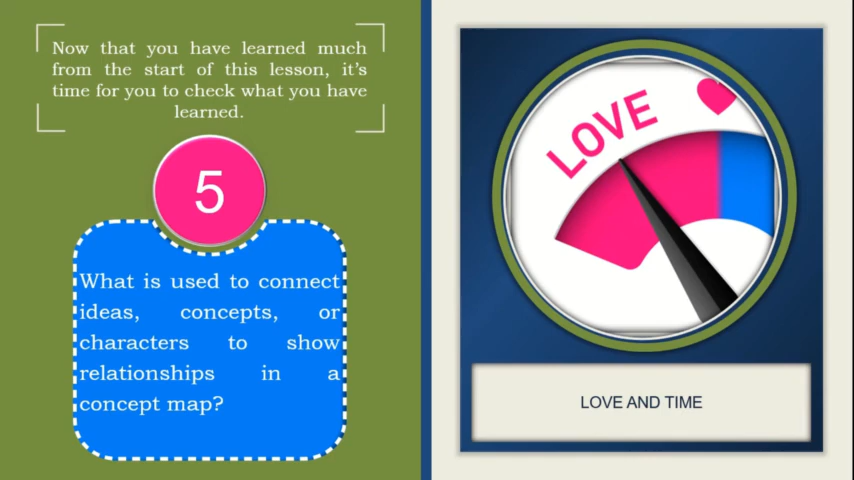 Now that you have learned much
from the start of this lesson, it's
time for you to check what you have
learned.
5
What is used to connect
ideas, concepts, or
characters to show
relationships in a
concept map?
LOVE
LOVE AND TIME